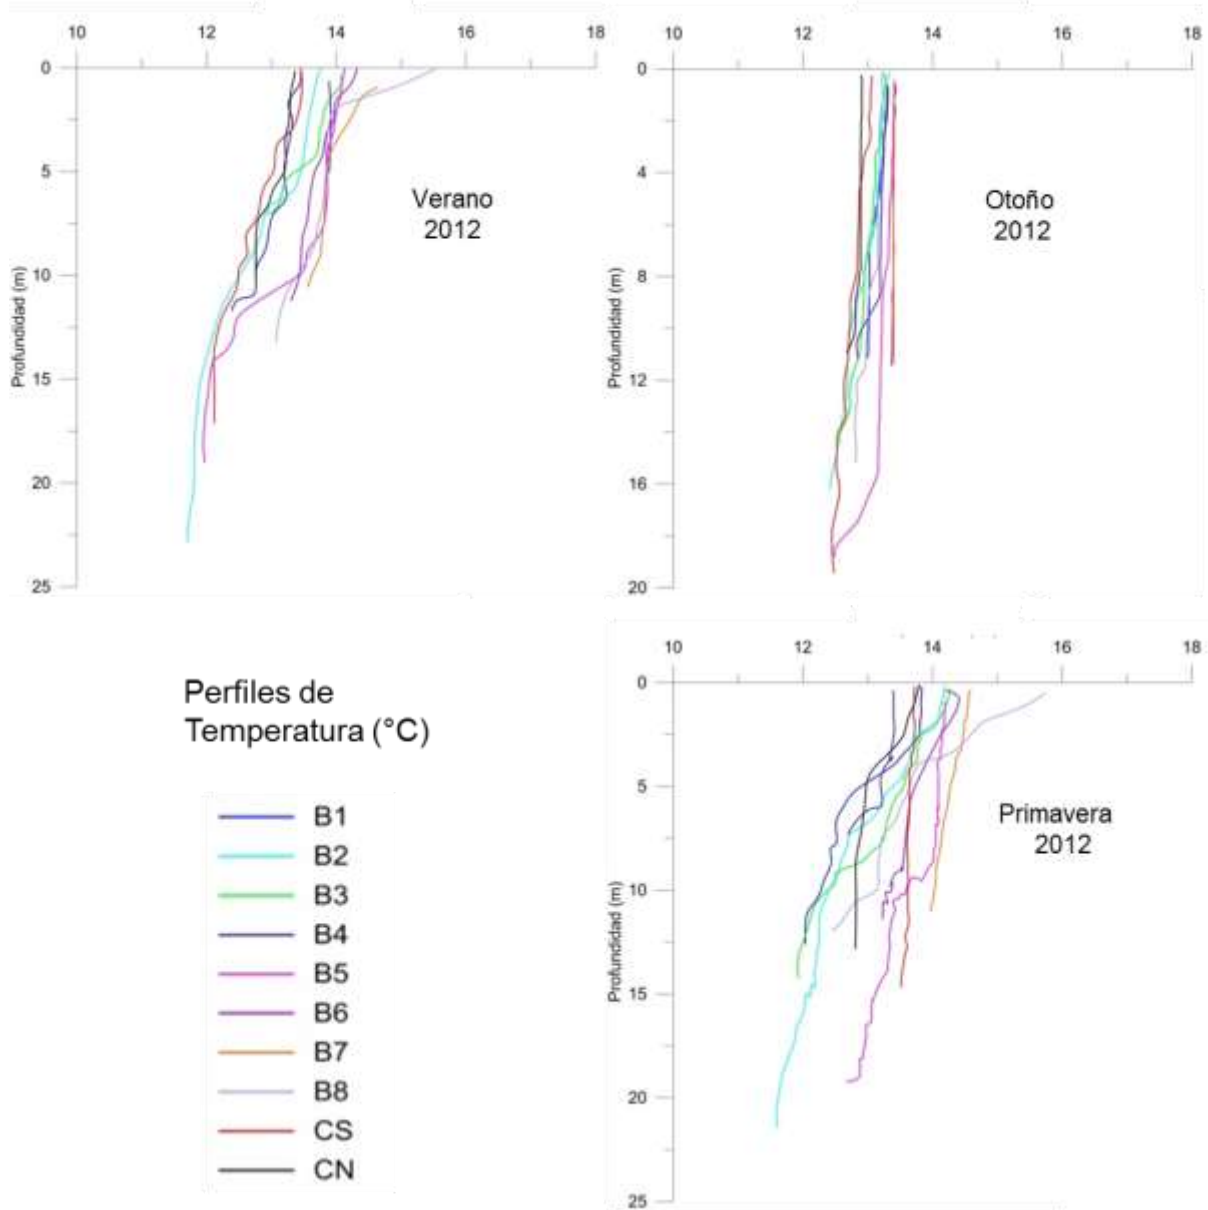 10 12 14 16 18
0
5
10
15
20
25
Profundidad (m)
Verano
2012
10 12 14 16 18
0
4
8
12
16
20
Profundidad (m)
Otoño
2012
Perfiles de
Temperatura (°C)
B1
B2
B3
B4
B5
B6
B7
B8
CS
CN
10 12 14 16 18
0
5
10
15
20
25
Profundidad (m)
Primavera
2012